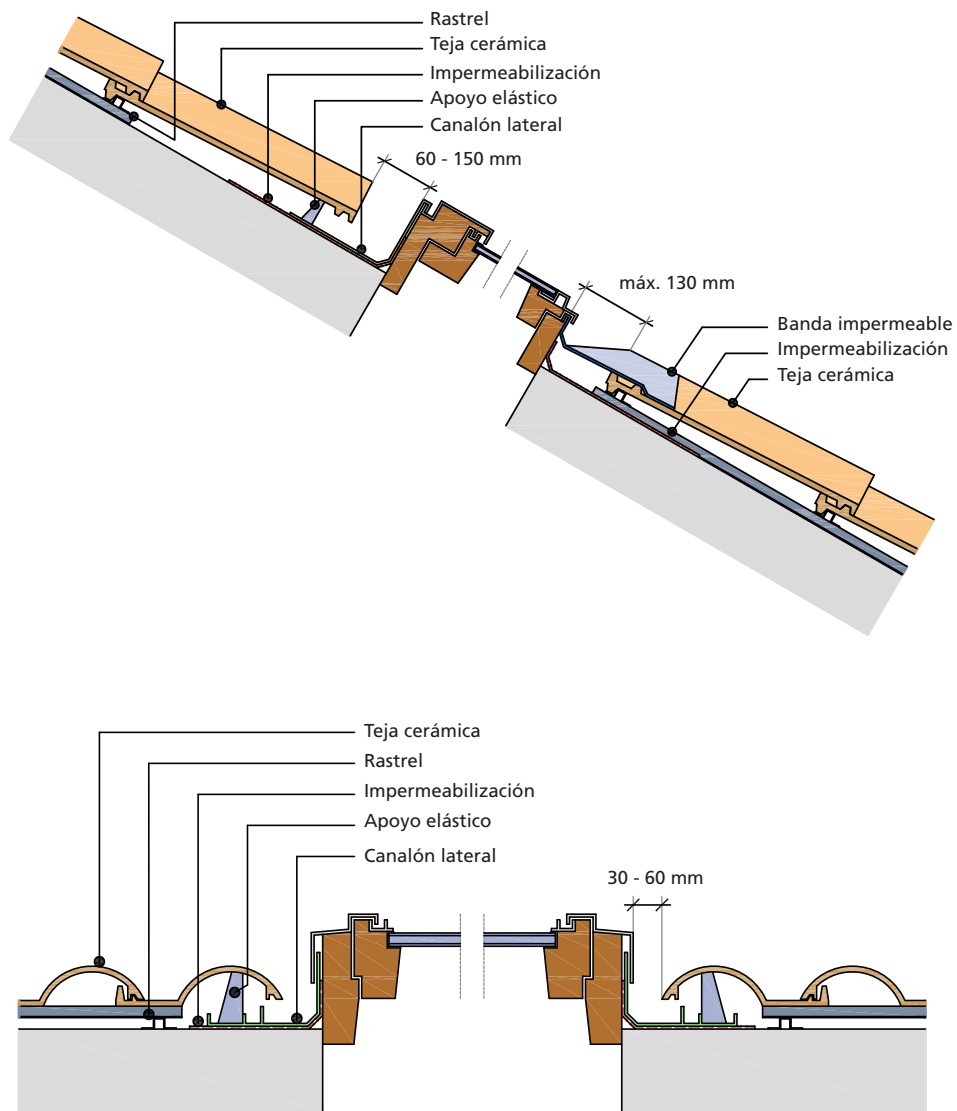 Rastrel
Teja cerámica
Impermeabilización
Apoyo elástico
Canalón lateral
60 - 150 mm
máx. 130 mm
Banda impermeable
Impermeabilización
Teja cerámica
Teja cerámica
Rastrel
Impermeabilización
Apoyo elástico
Canalón lateral
30 - 60 mm